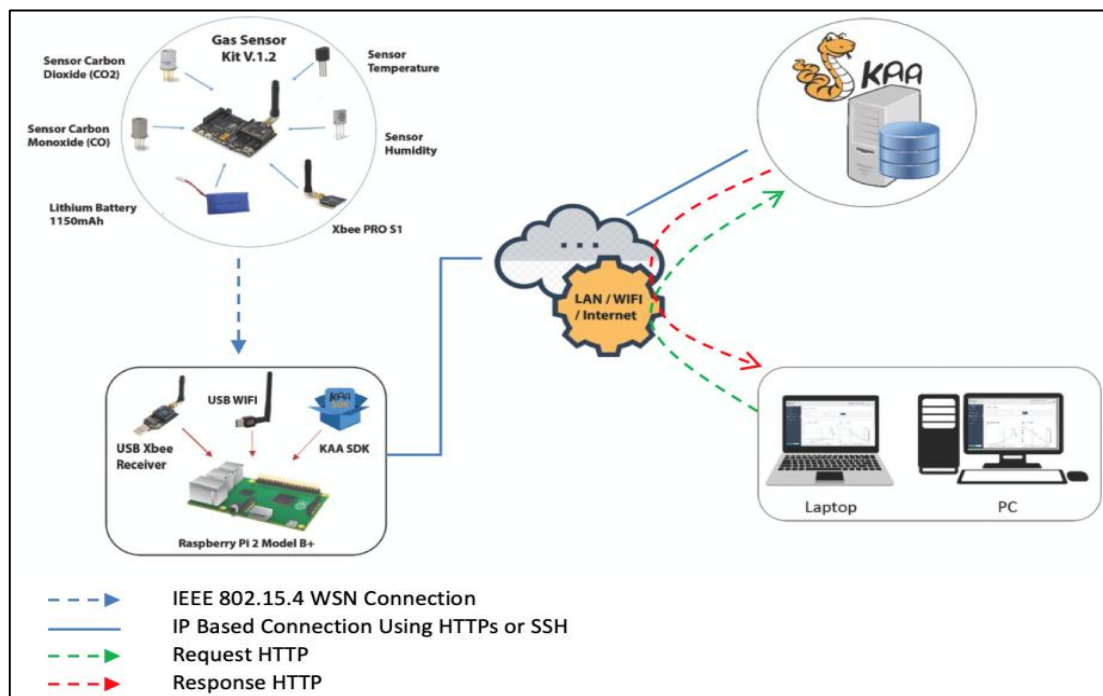 Gas Sensor
Kit V.1.2
Sensor Carbon
Dioxide (CO2)
Sensor
Temperature
Sensor Carbon
Monoxide (CO)
Sensor
Humidity
Lithium Battery
1150mAh
Xbee PRO S1
KAA
LAN / WIFI
/ Internet
USB Xbee
Receiver
USB WIFI
KAA
SDK
KAA SDK
Raspberry Pi 2 Model B+
Laptop
PC
IEEE 802.15.4 WSN Connection
IP Based Connection Using HTTPs or SSH
Request HTTP
Response HTTP